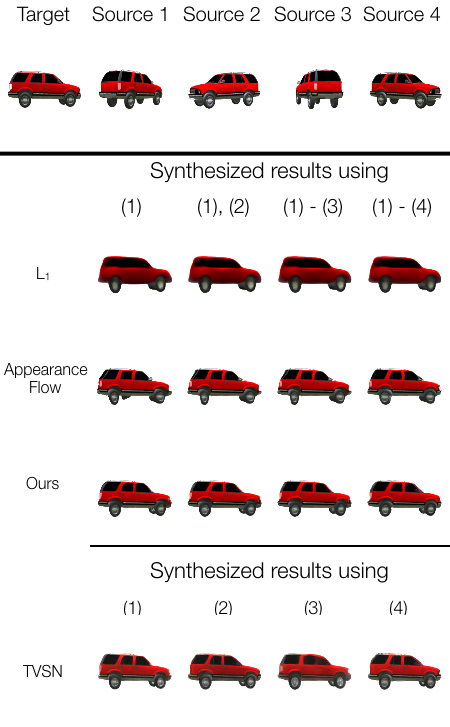 Target Source 1 Source 2 Source 3 Source 4
Synthesized results using
(1) (1), (2) (1) - (3) (1) - (4)
L₁
Appearance
Flow
Ours
Synthesized results using
(1) (2) (3) (4)
TVSN